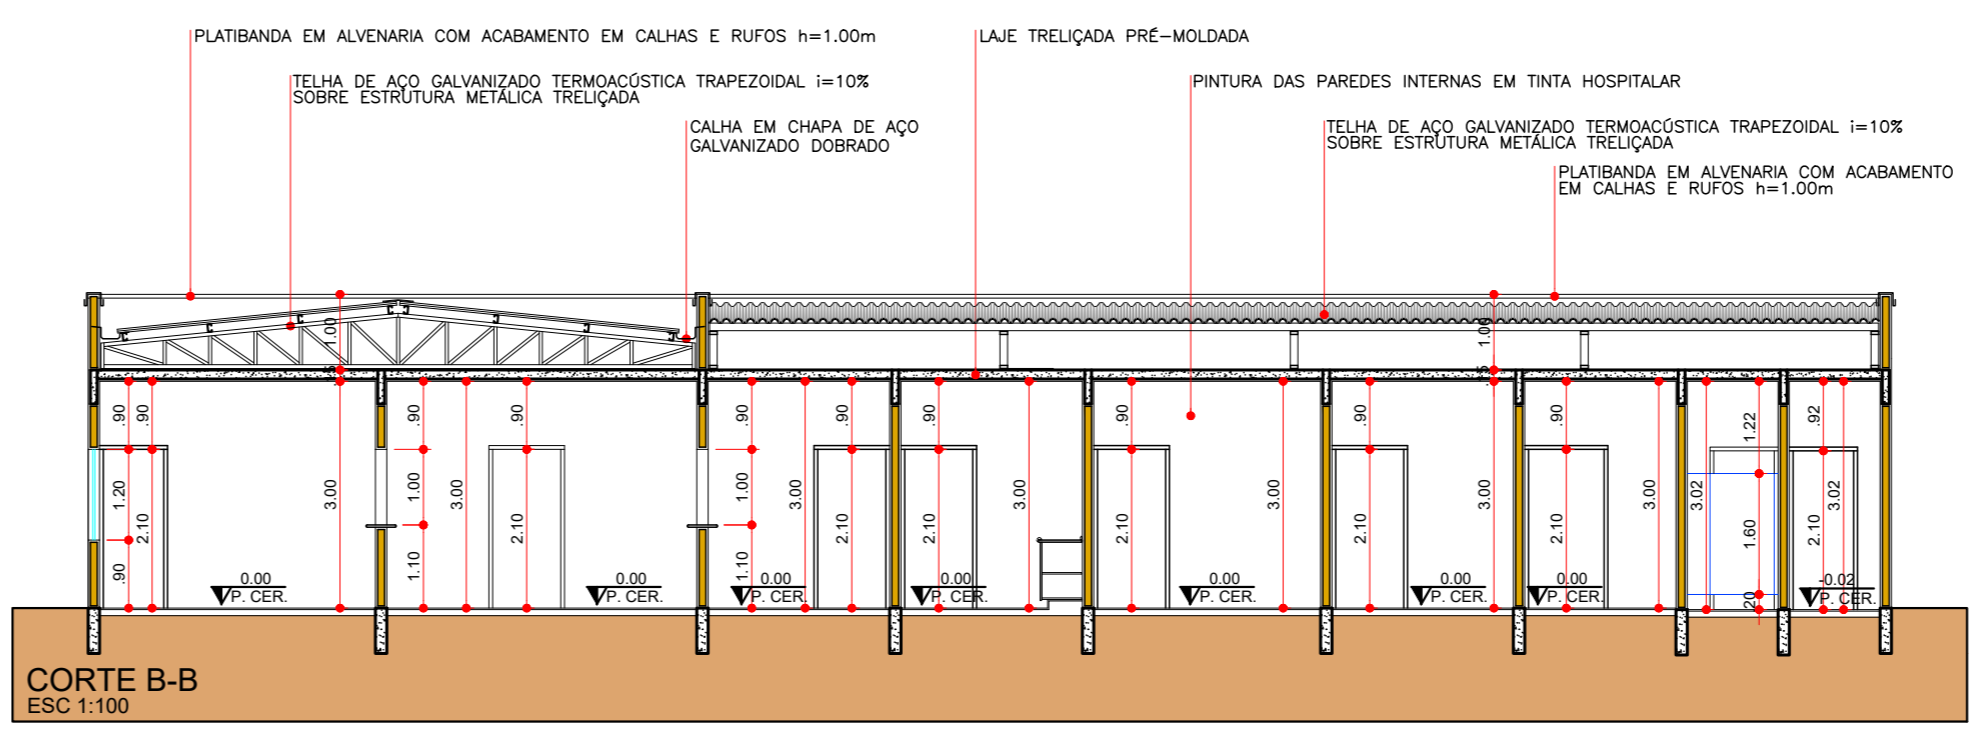 PLATIBANDA EM ALVENARIA COM ACABAMENTO EM CALHAS E RUFOS h=1.00m
LAJE TRELIÇADA PRÉ-MOLDADA
TELHA DE AÇO GALVANIZADO TERMOACÚSTICA TRAPEZOIDAL i=10%
SOBRE ESTRUTURA METÁLICA TRELIÇADA
PINTURA DAS PAREDES INTERNAS EM TINTA HOSPITALAR
CALHA EM CHAPA DE AÇO
GALVANIZADO DOBRADO
TELHA DE AÇO GALVANIZADO TERMOACÚSTICA TRAPEZOIDAL i=10%
SOBRE ESTRUTURA METÁLICA TRELIÇADA
PLATIBANDA EM ALVENARIA COM ACABAMENTO
EM CALHAS E RUFOS h=1.00m
1.00
1.00
.15
.15
.90
.90
.90
.90
.90
.90
.90
.90
.90
.90
1.22
.92
1.20
2.10
3.00
1.00
3.00
2.10
1.00
3.00
2.10
2.10
3.00
2.10
3.00
2.10
3.00
2.10
3.00
3.02
1.60
2.10
3.02
.90
1.10
1.10
.20
0.00
P. CER.
0.00
P. CER.
0.00
P. CER.
0.00
P. CER.
0.00
P. CER.
0.00
P. CER.
0.00
P. CER.
-0.02
P. CER.
CORTE B-B
ESC 1:100